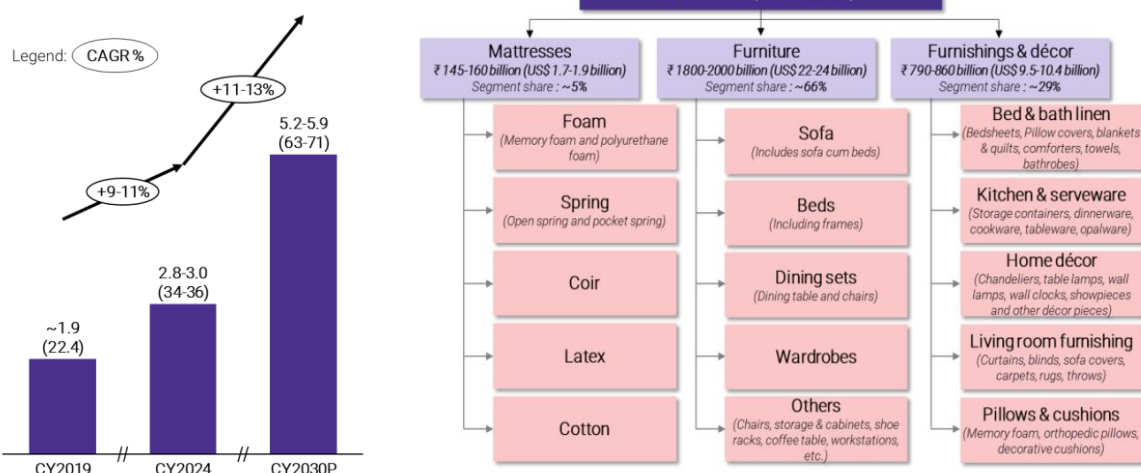 Legend: CAGR %
+11-13%
+9-11%
5.2-5.9
(63-71)
2.8-3.0
(34-36)
~1.9
(22.4)
CY2019 // CY2024 // CY2030P
Mattresses
₹ 145-160 billion (US$ 1.7-1.9 billion)
Segment share : ~5%
Foam
(Memory foam and polyurethane
foam)
Spring
(Open spring and pocket spring)
Coir
Latex
Cotton
Furniture
₹ 1800-2000 billion (US$ 22-24 billion)
Segment share : ~66%
Sofa
(Includes sofa cum beds)
Beds
(Including frames)
Dining sets
(Dining table and chairs)
Wardrobes
Others
(Chairs, storage & cabinets, shoe
racks, coffee table, workstations,
etc.)
Furnishings & décor
₹ 790-860 billion (US$ 9.5-10.4 billion)
Segment share : ~29%
Bed & bath linen
(Bedsheets, Pillow covers, blankets
& quilts, comforters, towels,
bathrobes)
Kitchen & serveware
(Storage containers, dinnerware,
cookware, tableware, opalware)
Home décor
(Chandeliers, table lamps, wall
lamps, wall clocks, showpieces
and other décor pieces)
Living room furnishing
(Curtains, blinds, sofa covers,
carpets, rugs, throws)
Pillows & cushions
(Memory foam, orthopedic pillows,
decorative cushions)